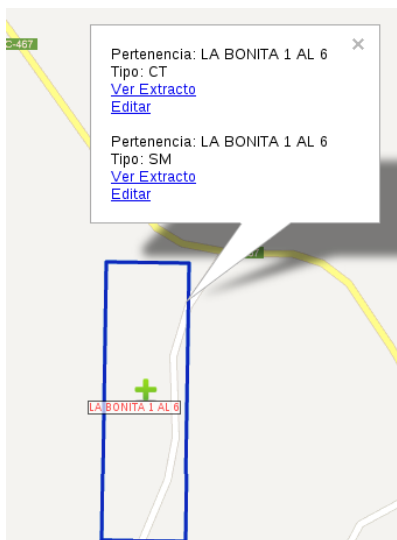 C-467
Pertenencia: LA BONITA 1 AL 6
Tipo: CT
Ver Extracto
Editar
Pertenencia: LA BONITA 1 AL 6
Tipo: SM
Ver Extracto
Editar
LA BONITA 1 AL 6